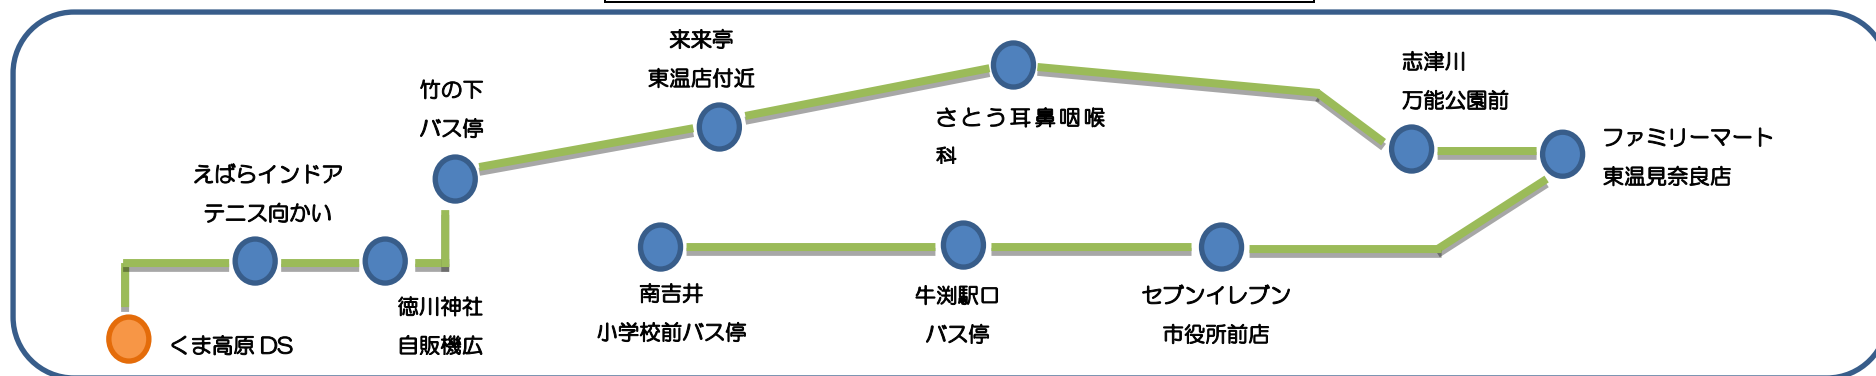 来来亭
東温店付近
竹の下
バス停
さとう耳鼻咽喉
科
志津川
万能公園前
ファミリーマート
東温見奈良店
えばらインドア
テニス向かい
徳川神社
自販機広
くま高原 DS
南吉井
小学校前バス停
牛渕駅口
バス停
セブンイレブン
市役所前店